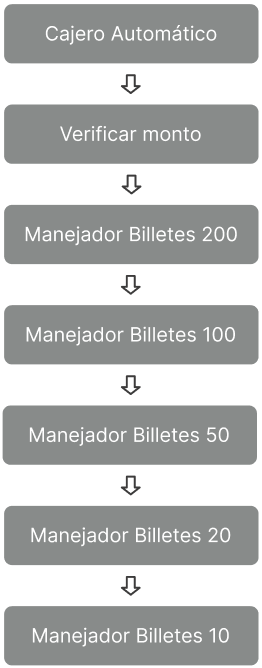 Cajero Automático
Verificar monto
Manejador Billetes 200
Manejador Billetes 100
Manejador Billetes 50
Manejador Billetes 20
Manejador Billetes 10